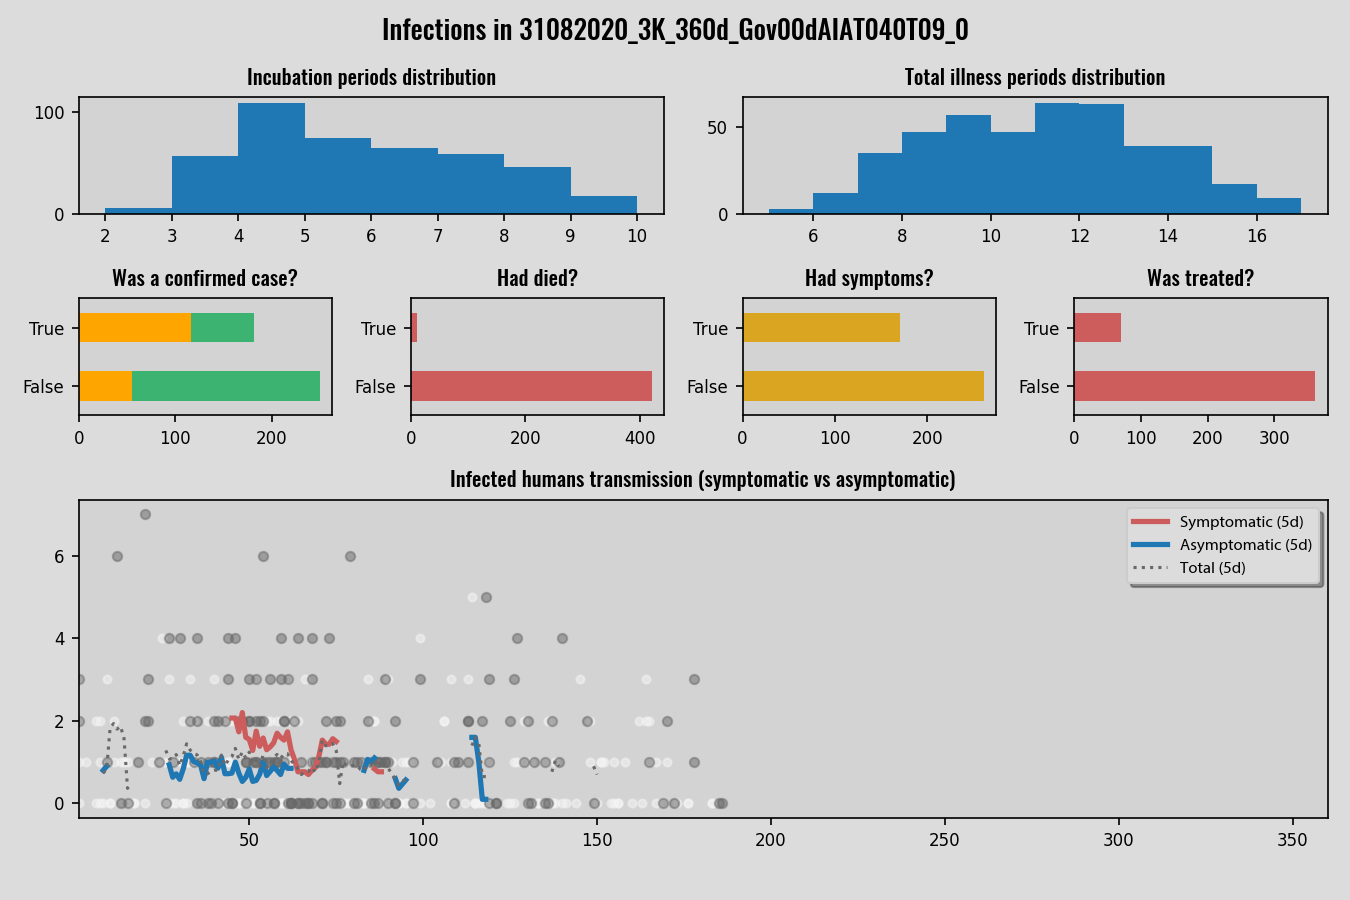 Infections in 31082020_3K_360d_Gov00dAIAT040T09_0
Incubation periods distribution
Total illness periods distribution
100
0
2 3 4 5 6 7 8 9 10
50
0
6 8 10 12 14 16
Was a confirmed case?
Had died?
Had symptoms?
Was treated?
True
False
0 100 200
True
False
0 200 400
True
False
0 100 200
True
False
0 100 200 300
Infected humans transmission (symptomatic vs asymptomatic)
Symptomatic (5d)
Asymptomatic (5d)
Total (5d)
6
4
2
0
50 100 150 200 250 300 350